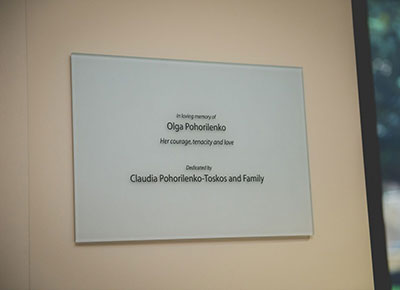 In loving memory of
Olga Pohorilenko
Her courage, tenacity and love
Dedicated by
Claudia Pohorilenko-Toskos and Family